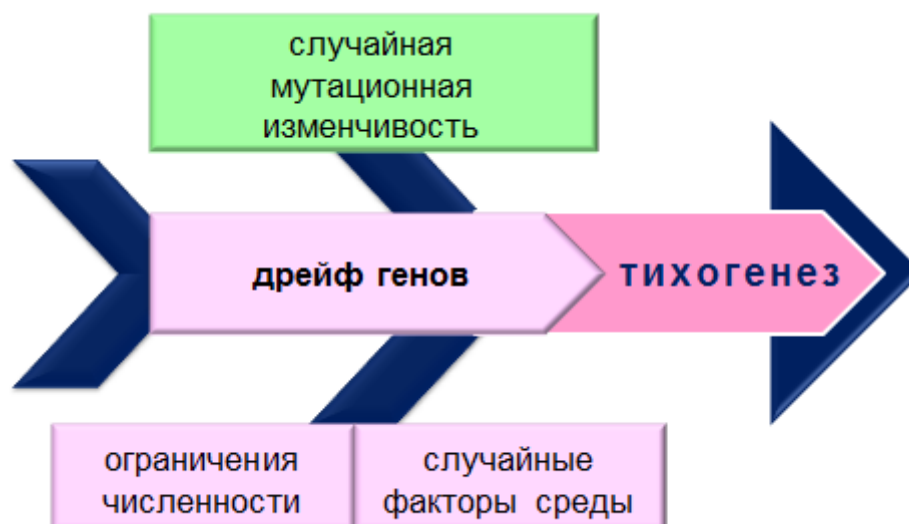 случайная
мутационная
изменчивость
дрейф генов
тихогенез
ограничения
численности
случайные
факторы среды